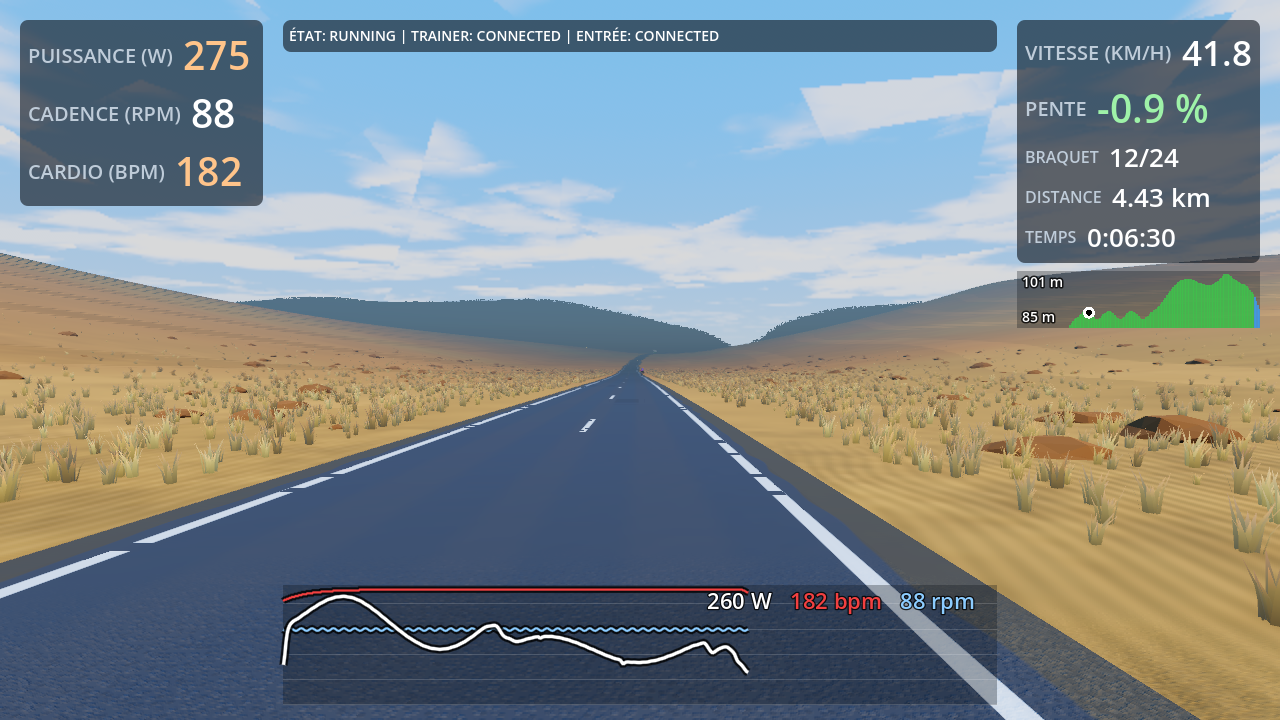 PUISSANCE (W) 275
CADENCE (RPM) 88
CARDIO (BPM) 182
ÉTAT: RUNNING | TRAINER: CONNECTED | ENTRÉE: CONNECTED
VITESSE (KM/H) 41.8
PENTE -0.9 %
BRAQUET 12/24
DISTANCE 4.43 km
TEMPS 0:06:30
101 m
85 m
260 W 182 bpm 88 rpm